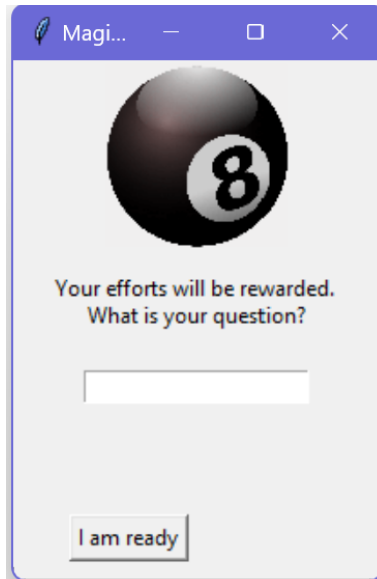 Magi...
8
Your efforts will be rewarded.
What is your question?
I am ready